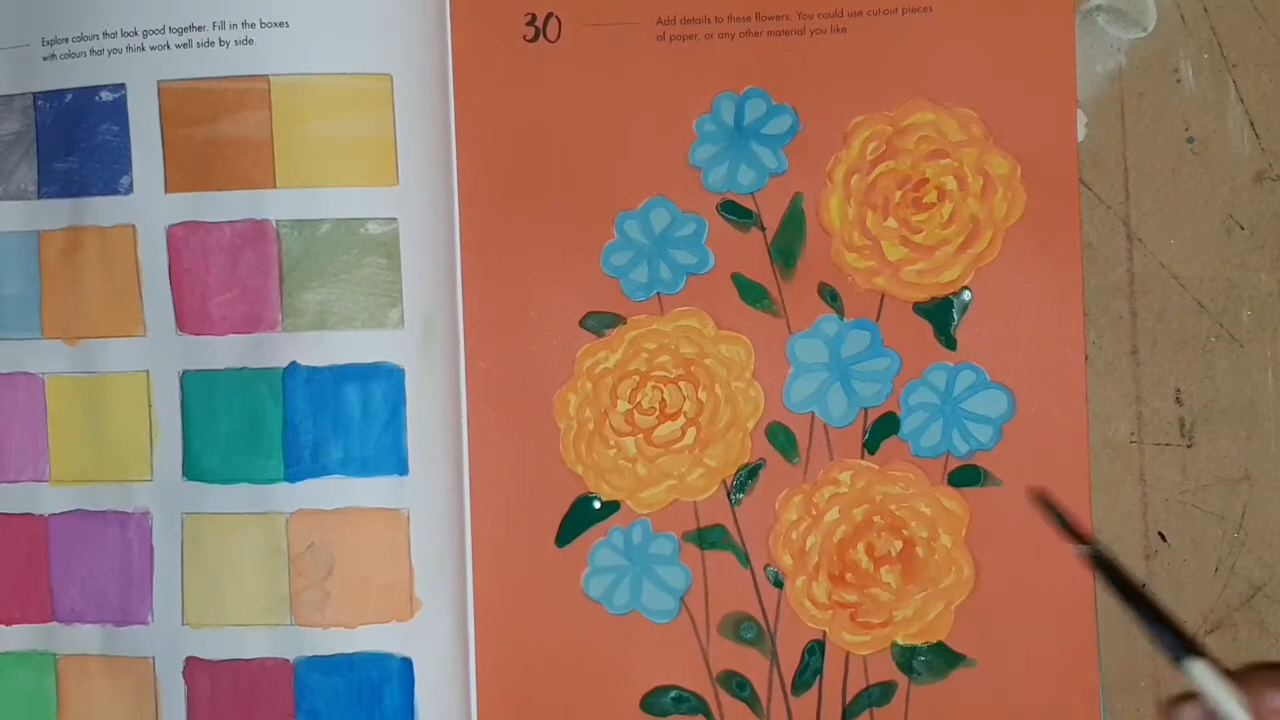 Explore colours that look good together. Fill in the boxes
with colours that you think work well side by side.
30
Add details to these flowers. You could use cut-out pieces
of paper, or any other material you like.